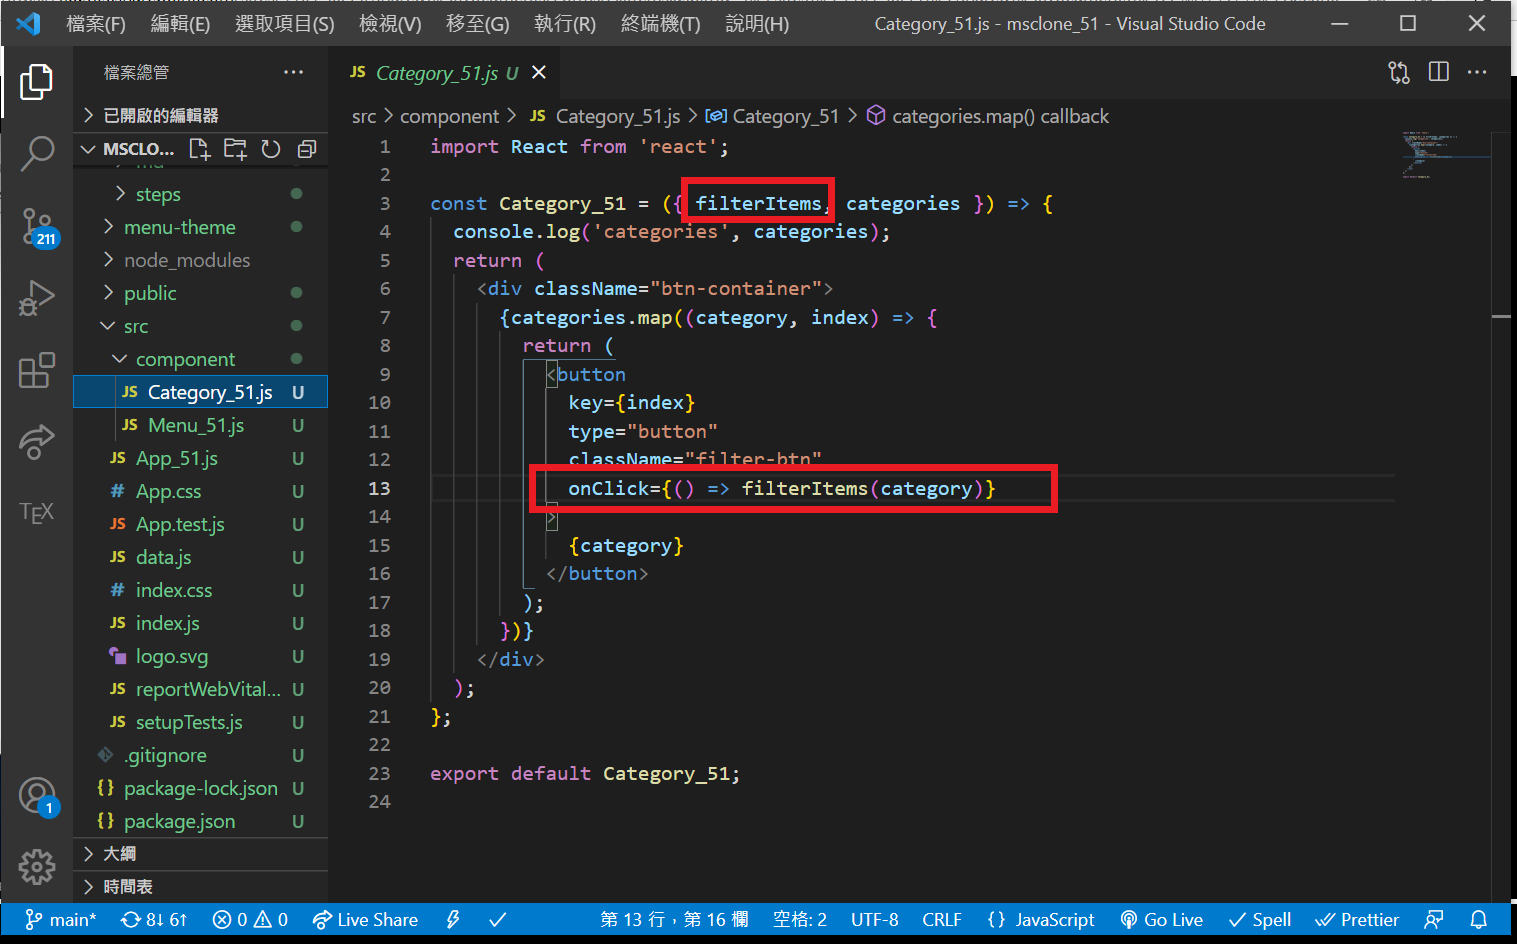 檔案(F) 編輯(E) 選取項目(S) 檢視(V) 移至(G) 執行(R) 終端機(T) 說明(H) Category_51.js - msclone_51 - Visual Studio Code
檔案總管 ···
已開啟的編輯器
MSCLO...
steps
menu-theme
node_modules
public
src
component
JS Category_51.js U
JS Menu_51.js U
JS App_51.js U
# App.css U
JS App.test.js U
JS data.js U
# index.css U
JS index.js U
logo.svg U
JS reportWebVital... U
JS setupTests.js U
.gitignore U
{} package-lock.json U
{} package.json U
大綱
時間表
211
TEX
1
JS Category_51.js U
src > component > JS Category_51.js > Category_51 > categories.map() callback
1 import React from 'react';
2
3 const Category_51 = ({ filterItems, categories }) => {
4 console.log('categories', categories);
5 return (
6 <div className="btn-container">
7 {categories.map((category, index) => {
8 return (
9 <button
10 key={index}
11 type="button"
12 className="filter-btn"
13 onClick={() => filterItems(category)}
14 >
15 {category}
16 </button>
17 );
18 })}
19 </div>
20 );
21 };
22
23 export default Category_51;
24
main* 8↓ 6↑ 0 0 Live Share 第 13 行，第 16 欄 空格: 2 UTF-8 CRLF {} JavaScript Go Live Spell Prettier